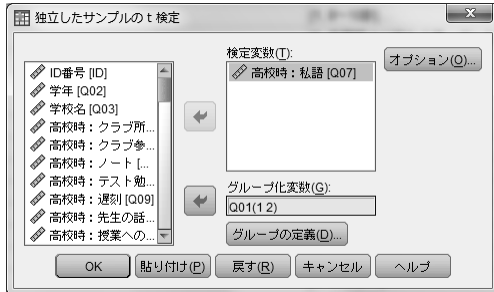 独立したサンプルの t 検定
ID番号 [ID]
学年 [Q02]
学校名 [Q03]
高校時：クラブ所...
高校時：クラブ参...
高校時：ノート [...
高校時：テスト勉...
高校時：遅刻 [Q09]
高校時：先生の話...
高校時：授業への...
検定変数(T):
高校時：私語 [Q07]
オプション(O)...
グループ化変数(G):
Q01(1 2)
グループの定義(D)...
OK
貼り付け(P)
戻す(R)
キャンセル
ヘルプ